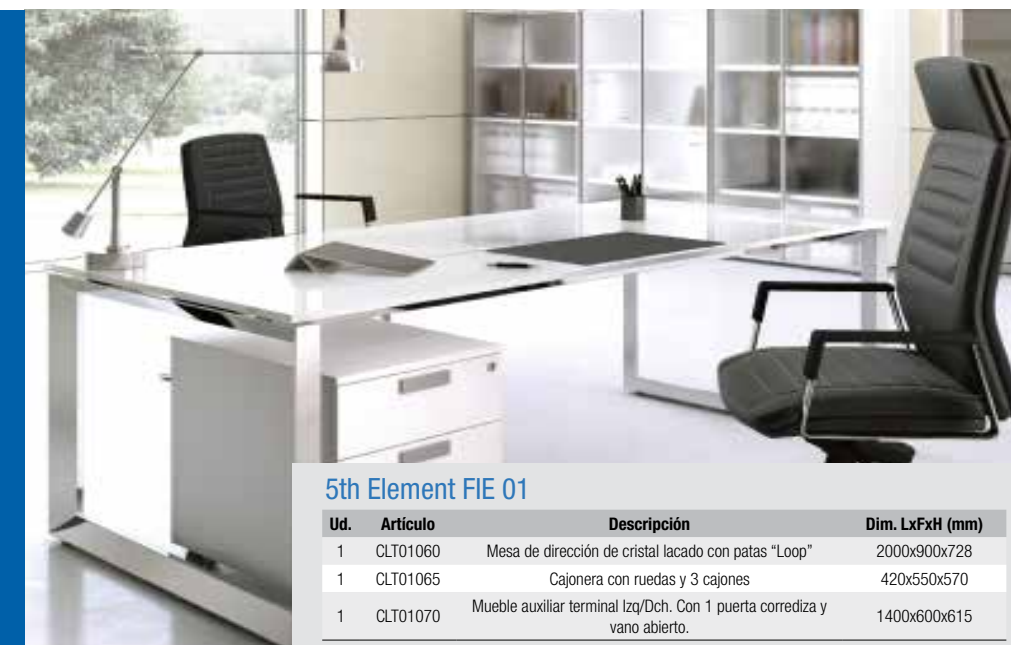 5th Element FIE 01
Ud. Artículo Descripción Dim. LxFxH (mm)
1 CLT01060 Mesa de dirección de cristal lacado con patas “Loop” 2000x900x728
1 CLT01065 Cajonera con ruedas y 3 cajones 420x550x570
1 CLT01070 Mueble auxiliar terminal Izq/Dch. Con 1 puerta corrediza y
vano abierto. 1400x600x615